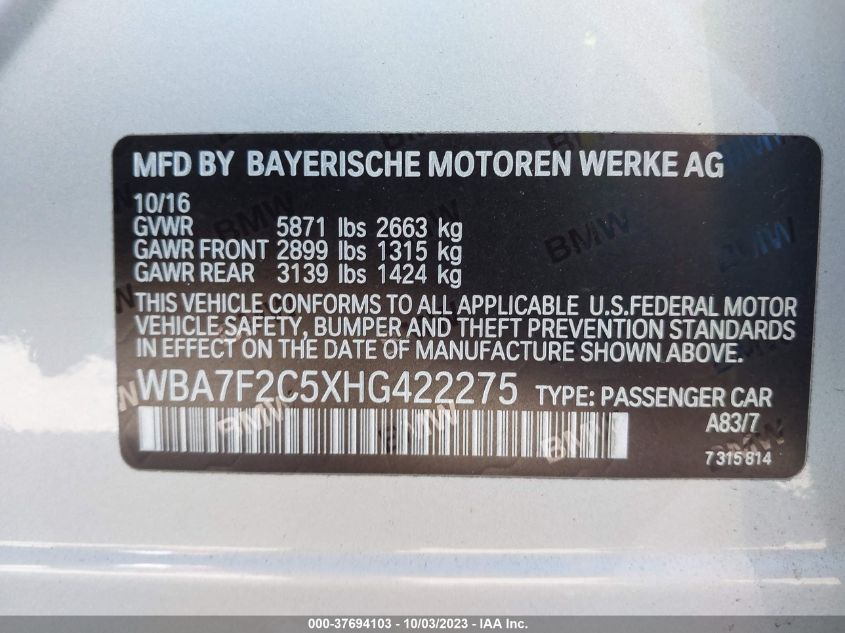 MFD BY BAYERISCHE MOTOREN WERKE AG
10/16
GVWR 5871 lbs 2663 kg
GAWR FRONT 2899 lbs 1315 kg
GAWR REAR 3139 lbs 1424 kg
THIS VEHICLE CONFORMS TO ALL APPLICABLE U.S.FEDERAL MOTOR
VEHICLE SAFETY, BUMPER AND THEFT PREVENTION STANDARDS
IN EFFECT ON THE DATE OF MANUFACTURE SHOWN ABOVE.
WBA7F2C5XHG422275 TYPE: PASSENGER CAR
A83/7
7315814
000-37694103 - 10/03/2023 - IAA Inc.